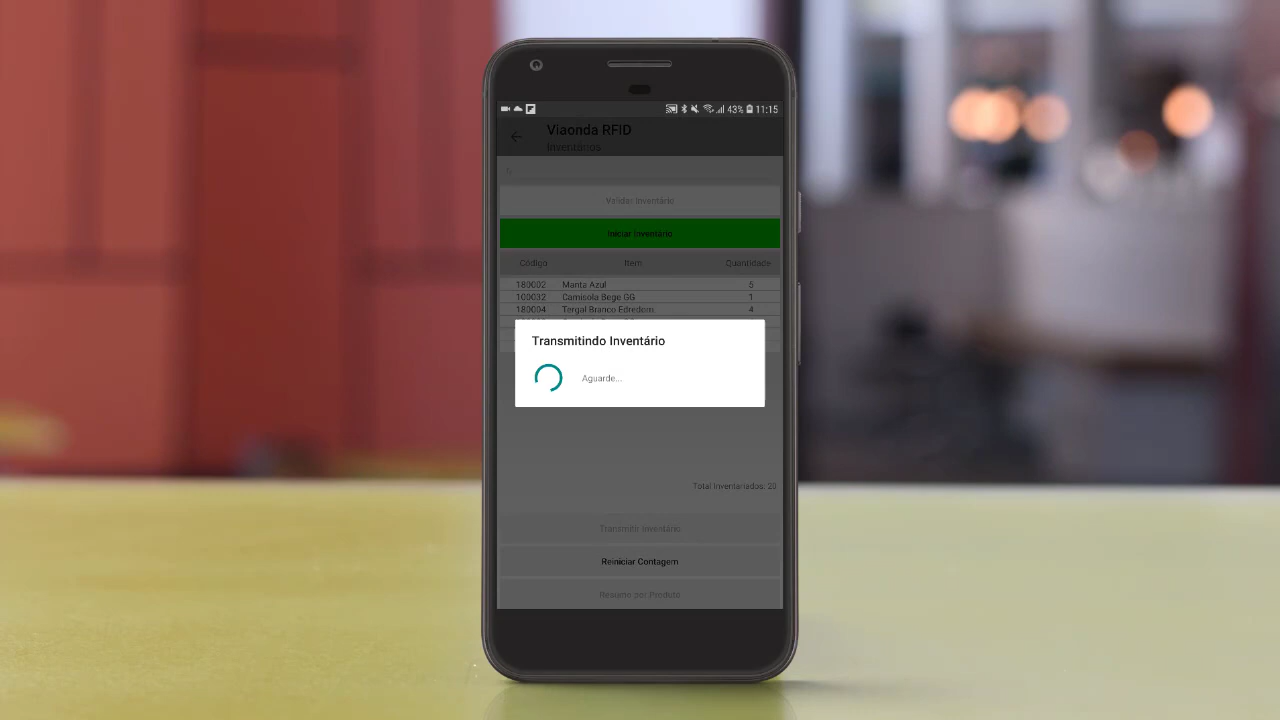 43% 11:15
Viaonda RFID
Inventários
Validar Inventário
Iniciar Inventário
Código Item Quantidade
180002 Manta Azul 5
100032 Camisola Bege GG 1
180004 Tergal Branco Edredom 4
Transmitindo Inventário
Aguarde...
Total Inventariados: 20
Transmitir Inventário
Reiniciar Contagem
Resumo por Produto